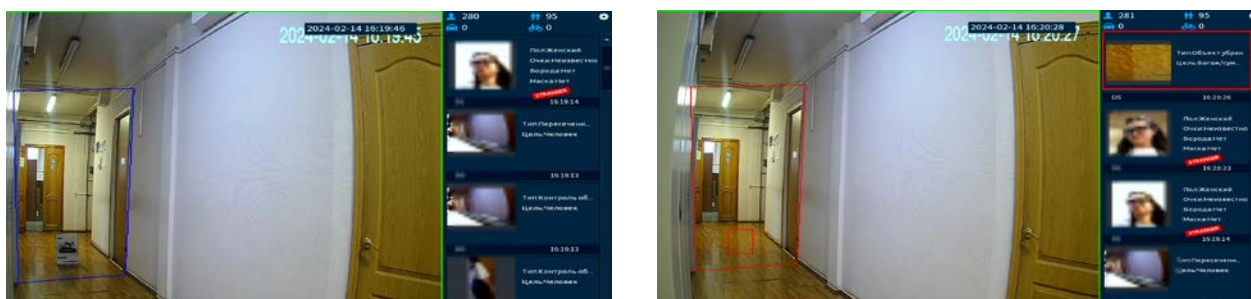 2024-02-14 16:19:46
2024-02-14 16:19:45
280 95
0 0
Пол:Женский
Очки:Неизвестно
Борода:Нет
Маска:Нет
STRANGER
16:19:14
Тип:Пересечени..
Цель:Человек
16:19:13
Тип:Контроль об..
Цель:Человек
16:19:13
Тип:Контроль об..
Цель:Человек
2024-02-14 16:20:28
2024-02-14 16:20:27
281 95
0 0
Тип:Объект убран
Цель:Багаж/сум..
DS 16:20:26
Пол:Женский
Очки:Неизвестно
Борода:Нет
Маска:Нет
STRANGER
16:20:23
Пол:Женский
Очки:Неизвестно
Борода:Нет
Маска:Нет
STRANGER
16:19:14
Тип:Пересечени..
Цель:Человек